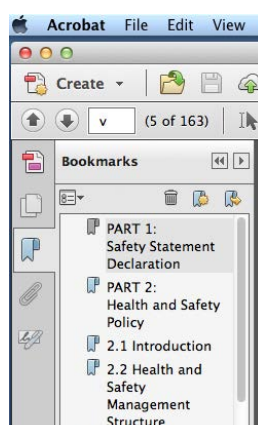 Acrobat File Edit View
Create
v (5 of 163)
Bookmarks
PART 1:
Safety Statement
Declaration
PART 2:
Health and Safety
Policy
2.1 Introduction
2.2 Health and
Safety
Management
Structure